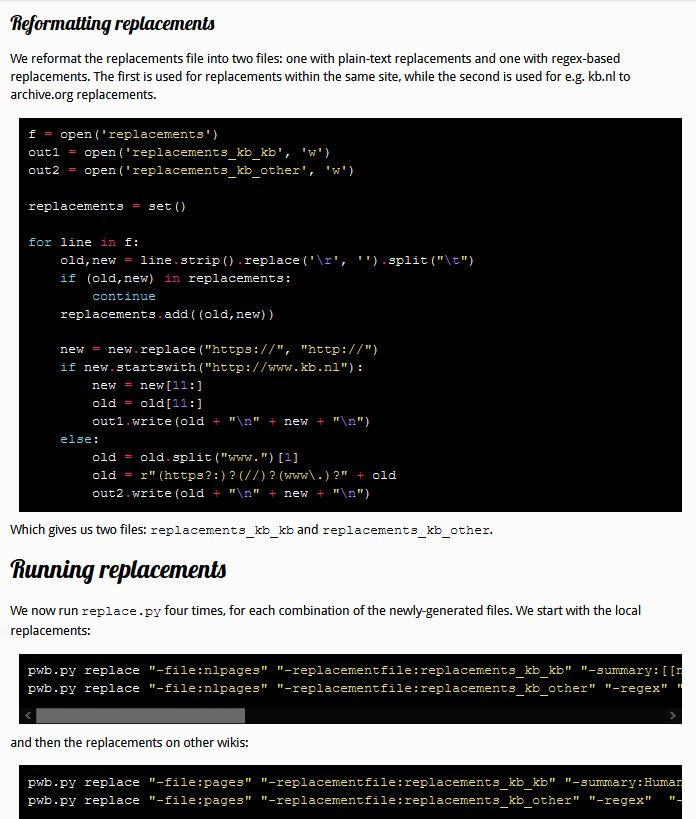 Reformatting replacements
We reformat the replacements file into two files: one with plain-text replacements and one with regex-based
replacements. The first is used for replacements within the same site, while the second is used for e.g. kb.nl to
archive.org replacements.
f = open('replacements')
out1 = open('replacements_kb_kb', 'w')
out2 = open('replacements_kb_other', 'w')
replacements = set()
for line in f:
    old,new = line.strip().replace('\r', '').split("\t")
    if (old,new) in replacements:
        continue
    replacements.add((old,new))
    new = new.replace("https://", "http://")
    if new.startswith("http://www.kb.nl"):
        new = new[11:]
        old = old[11:]
        out1.write(old + "\n" + new + "\n")
    else:
        old = old.split("www.")[1]
        old = r"(https?:)?(//)?(www\.)?" + old
        out2.write(old + "\n" + new + "\n")
Which gives us two files: replacements_kb_kb and replacements_kb_other.
Running replacements
We now run replace.py four times, for each combination of the newly-generated files. We start with the local
replacements:
pwb.py replace "-file:nlpages" "-replacementfile:replacements_kb_kb" "-summary:[[n
pwb.py replace "-file:nlpages" "-replacementfile:replacements_kb_other" "-regex" "
and then the replacements on other wikis:
pwb.py replace "-file:pages" "-replacementfile:replacements_kb_kb" "-summary:Human
pwb.py replace "-file:pages" "-replacementfile:replacements_kb_other" "-regex"  "-